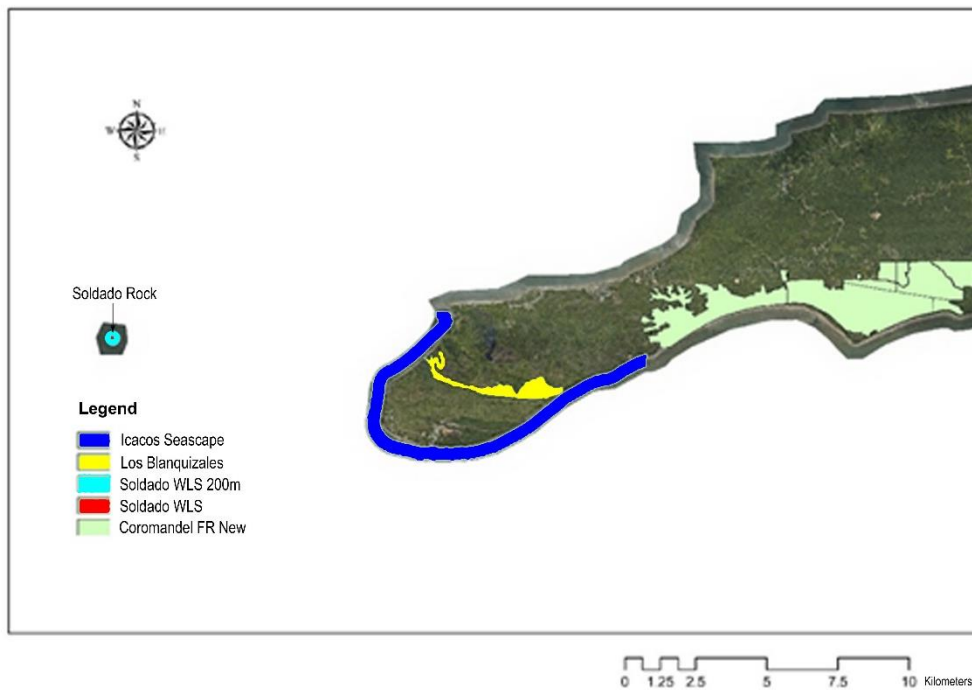 N
W E
S
Soldado Rock
Legend
Icacos Seascape
Los Blanquizales
Soldado WLS 200m
Soldado WLS
Coromandel FR New
0 1.25 2.5 5 7.5 10 Kilometers